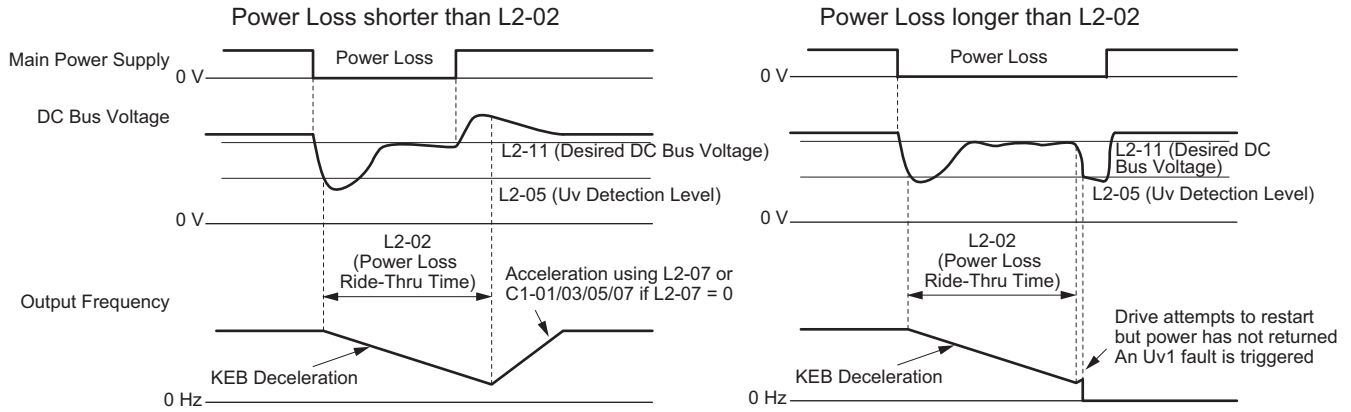 Power Loss shorter than L2-02
Main Power Supply
Power Loss
0 V
DC Bus Voltage
L2-11 (Desired DC Bus Voltage)
L2-05 (Uv Detection Level)
0 V
L2-02
(Power Loss
Ride-Thru Time)
Acceleration using L2-07 or
C1-01/03/05/07 if L2-07 = 0
Output Frequency
KEB Deceleration
0 Hz
Power Loss longer than L2-02
Power Loss
0 V
L2-11 (Desired DC
Bus Voltage)
L2-05 (Uv Detection Level)
0 V
L2-02
(Power Loss
Ride-Thru Time)
Drive attempts to restart
but power has not returned
An Uv1 fault is triggered
KEB Deceleration
0 Hz